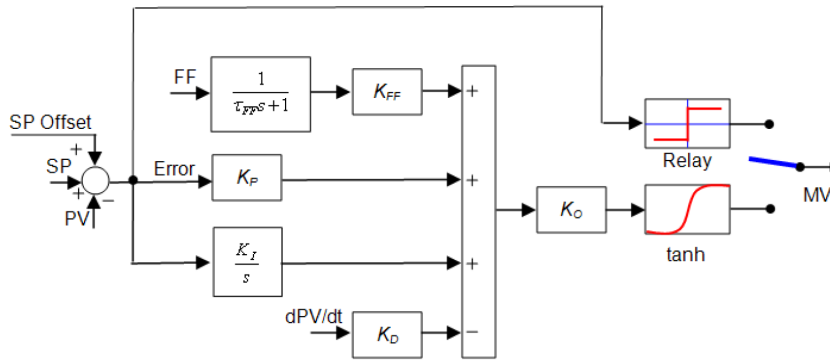 FF
1
τFFs+1
KFF
+
SP Offset
+
SP
+
−
PV
Error
KP
+
KI
s
+
dPV/dt
KD
−
KO
Relay
tanh
MV